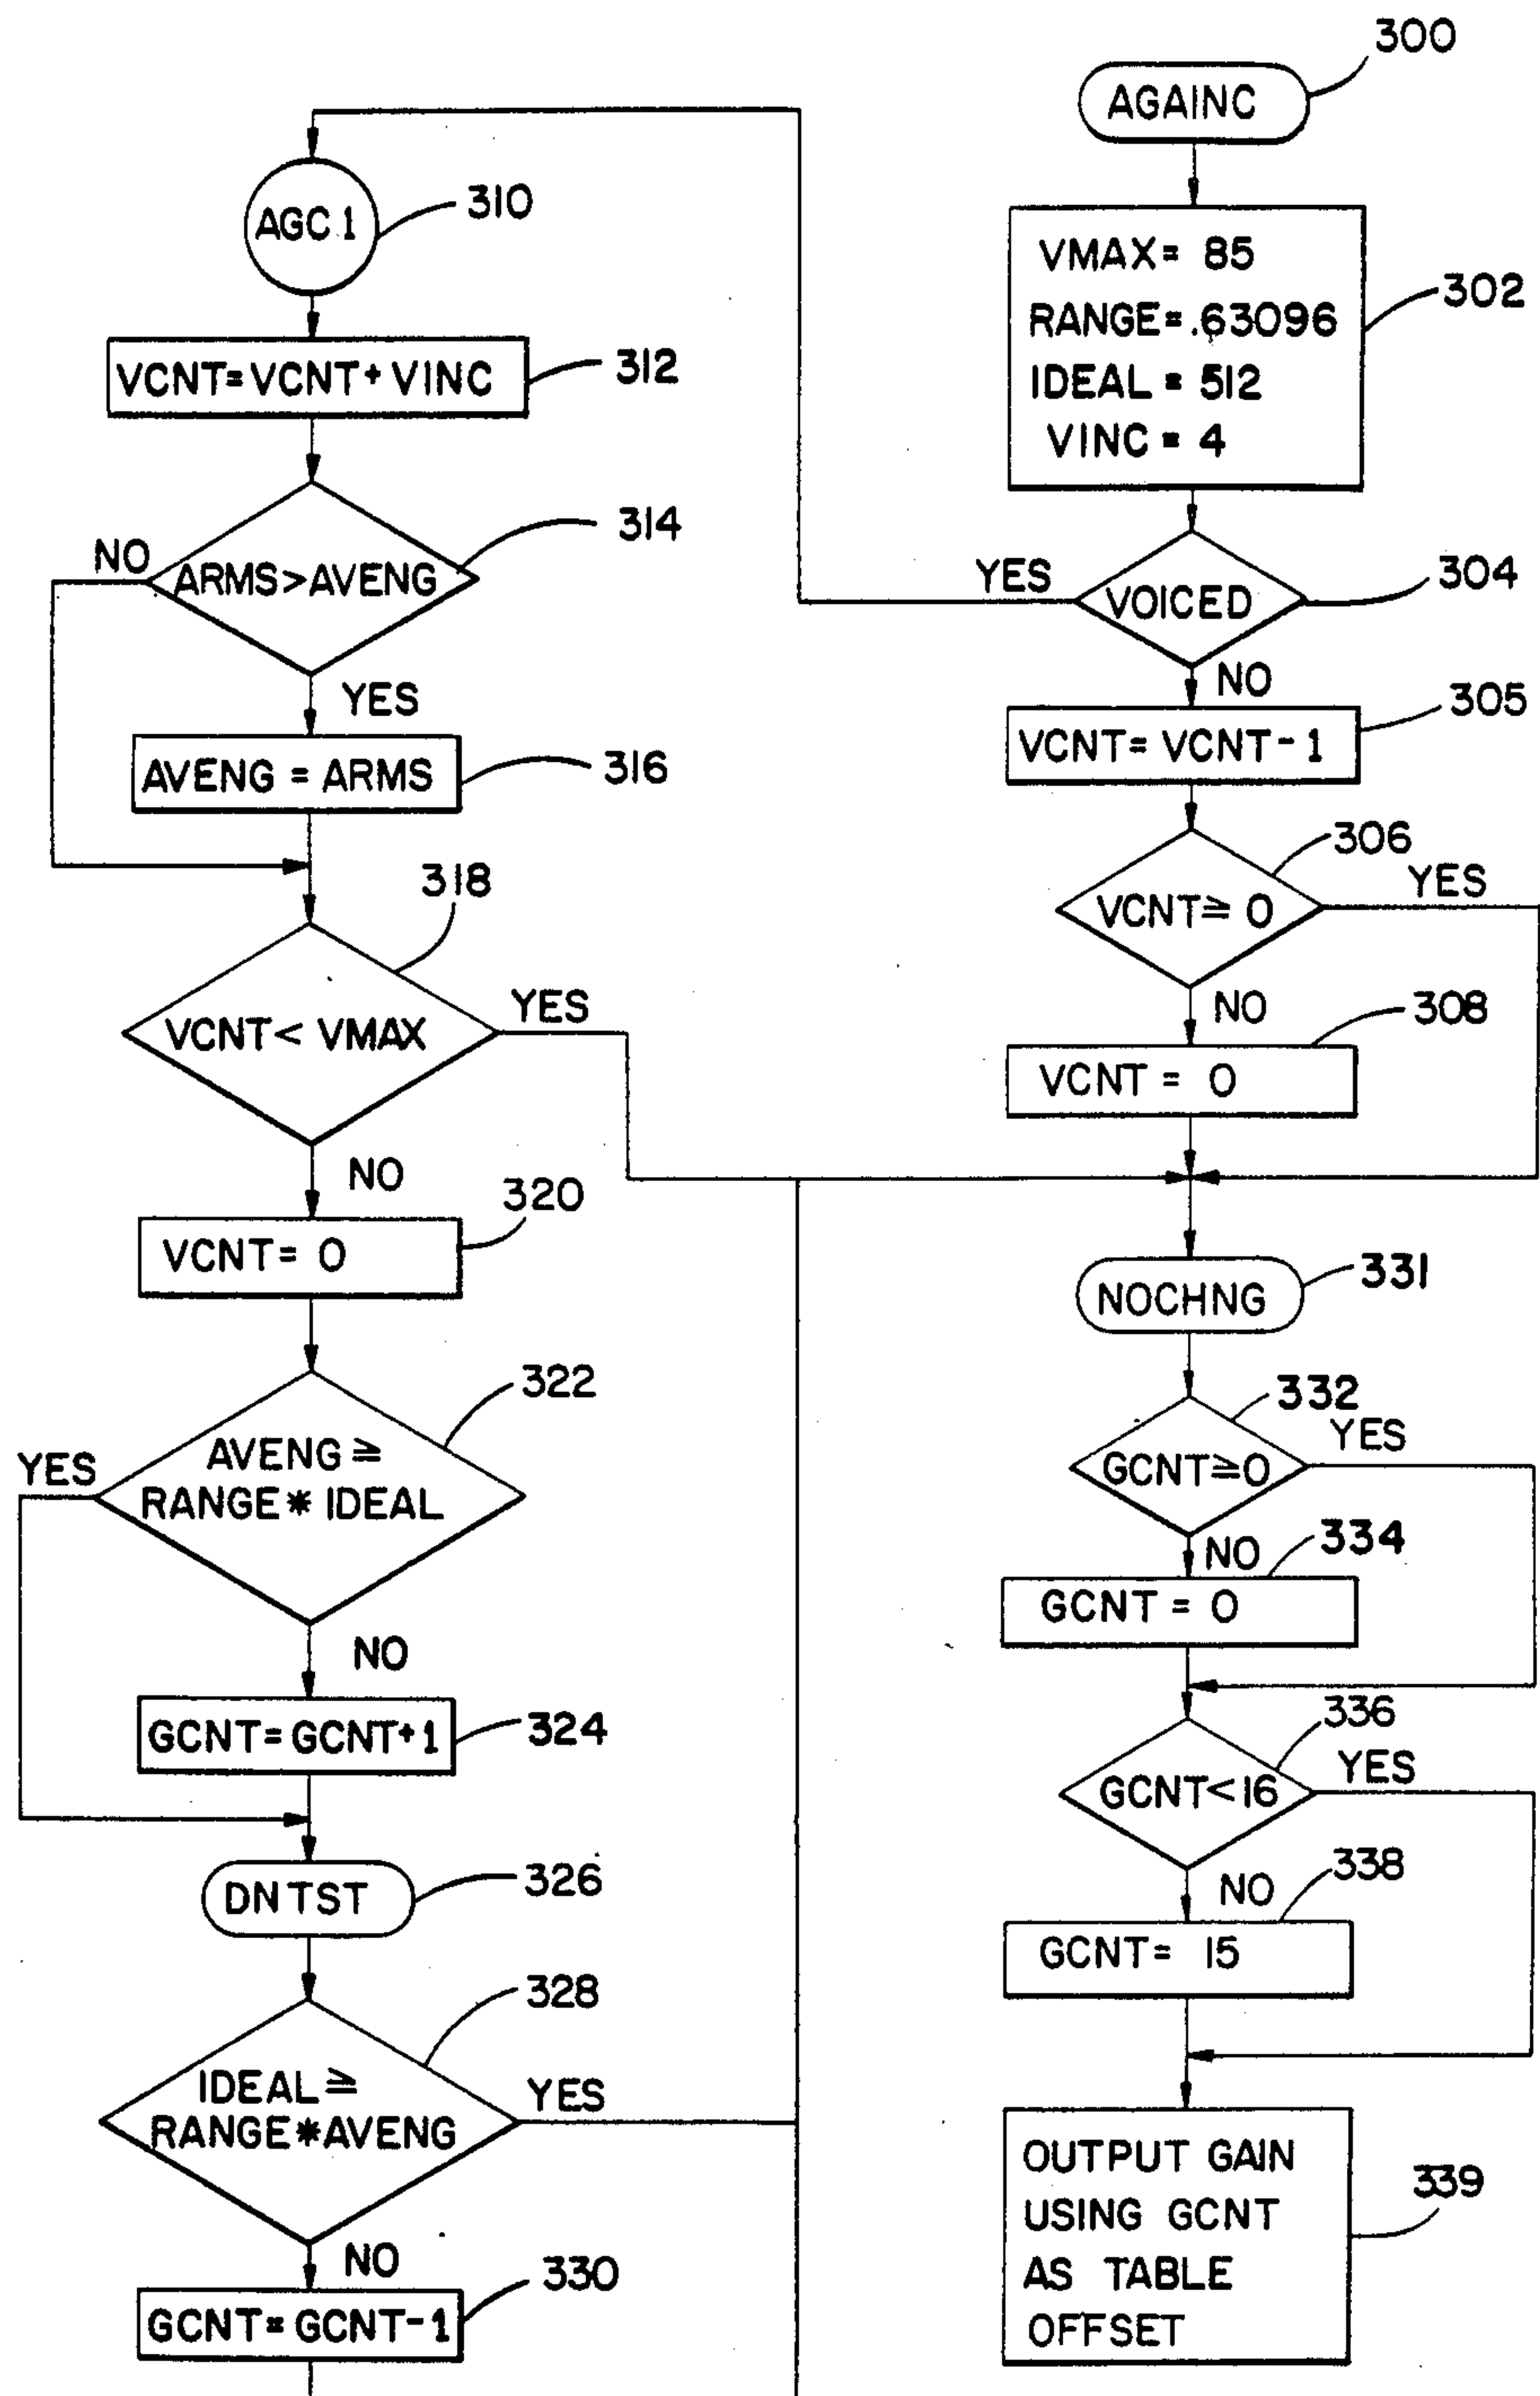 300
AGAINC
VMAX= 85
RANGE=.63096
IDEAL = 512
VINC = 4
302
YES
VOICED
304
NO
305
VCNT= VCNT-1
306
VCNT≧ 0
YES
NO
308
VCNT = 0
AGC 1
310
VCNT=VCNT+ VINC
312
NO
ARMS>AVENG
314
YES
AVENG = ARMS
316
318
VCNT< VMAX
YES
NO
320
VCNT= 0
322
YES
AVENG ≧
RANGE* IDEAL
NO
GCNT=GCNT+1
324
DNTST
326
328
IDEAL ≧
RANGE*AVENG
YES
NO
330
GCNT=GCNT-1
NOCHNG
331
332
GCNT≧0
YES
NO
334
GCNT = 0
336
GCNT<16
YES
NO
338
GCNT= 15
OUTPUT GAIN
USING GCNT
AS TABLE
OFFSET
339